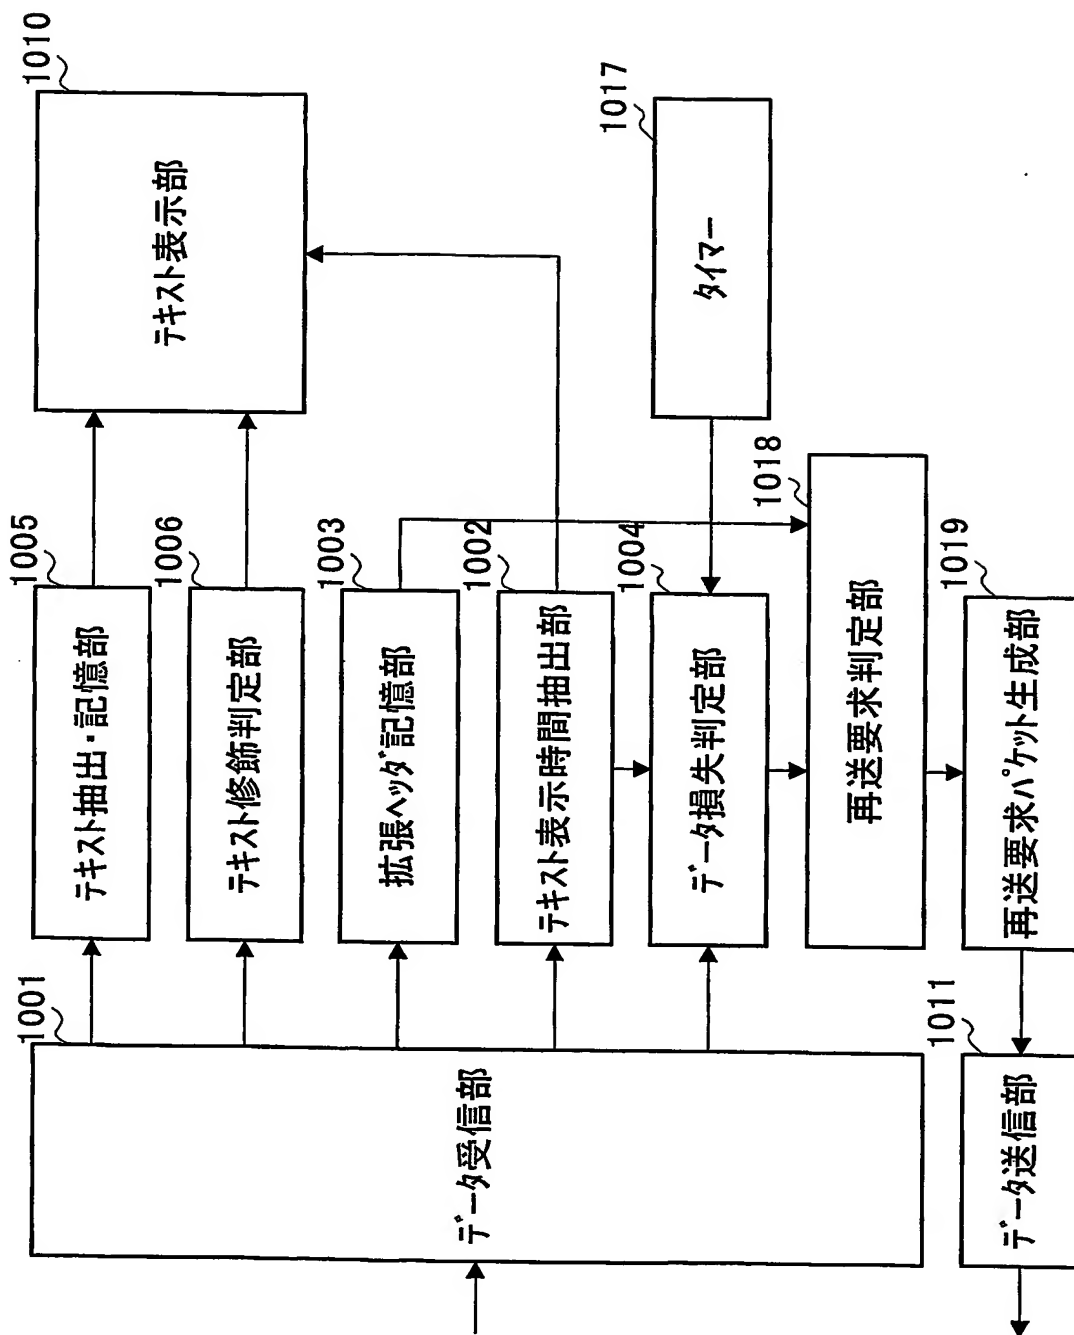 1001
データ受信部
1005
テキスト抽出・記憶部
1006
テキスト修飾判定部
1003
拡張ヘッダ記憶部
1002
テキスト表示時間抽出部
1004
データ損失判定部
1010
テキスト表示部
1017
タイマー
1018
再送要求判定部
1019
再送要求パケット生成部
1011
データ送信部